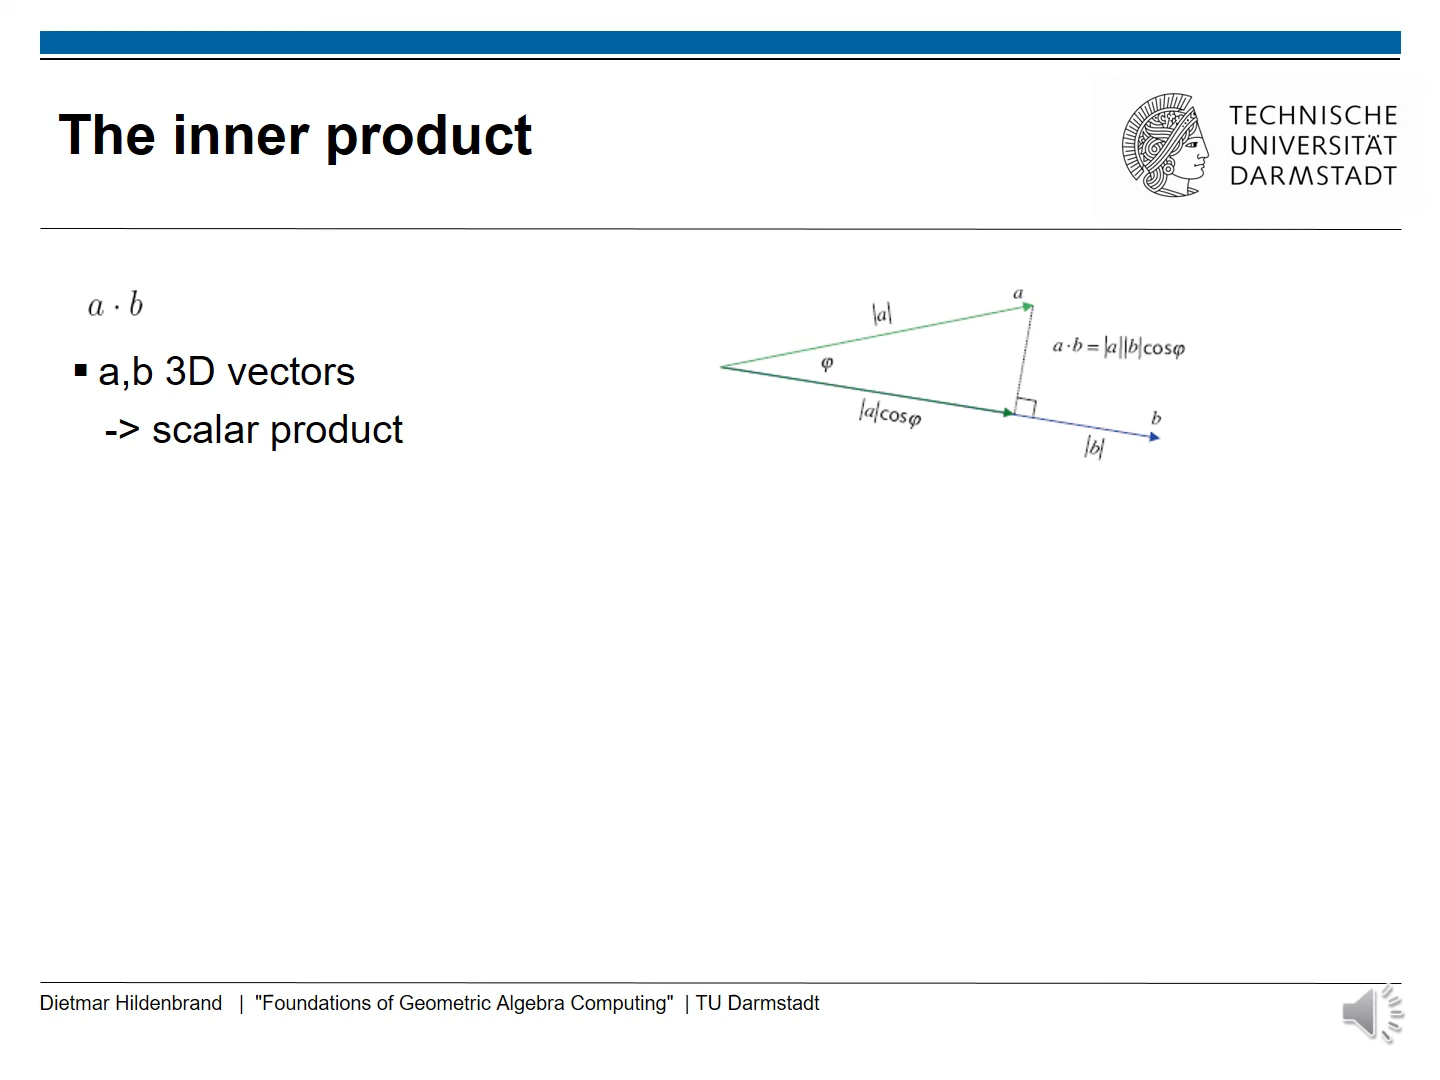 The inner product
TECHNISCHE
UNIVERSITÄT
DARMSTADT
a · b
▪ a,b 3D vectors
-> scalar product
a
|a|
φ
a·b=|a||b|cosφ
|a|cosφ
b
|b|
Dietmar Hildenbrand | "Foundations of Geometric Algebra Computing" | TU Darmstadt